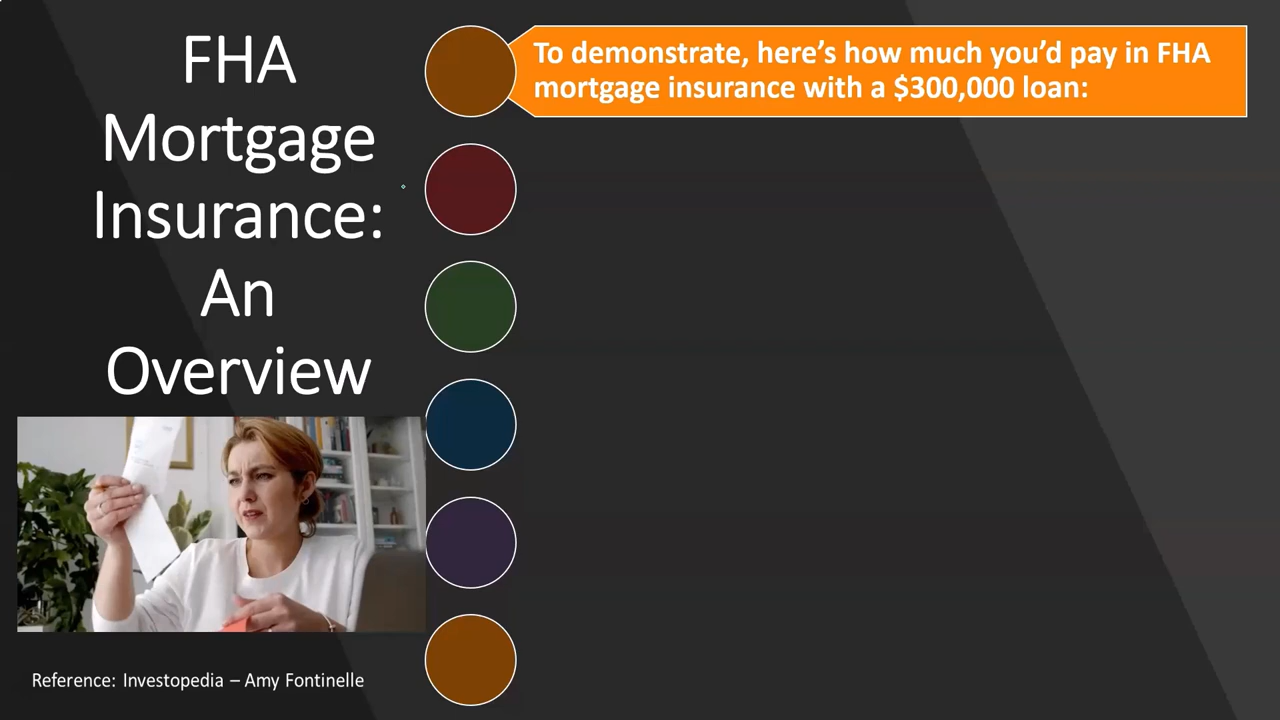 FHA
Mortgage
Insurance:
An
Overview
To demonstrate, here’s how much you’d pay in FHA
mortgage insurance with a $300,000 loan:
Reference: Investopedia – Amy Fontinelle